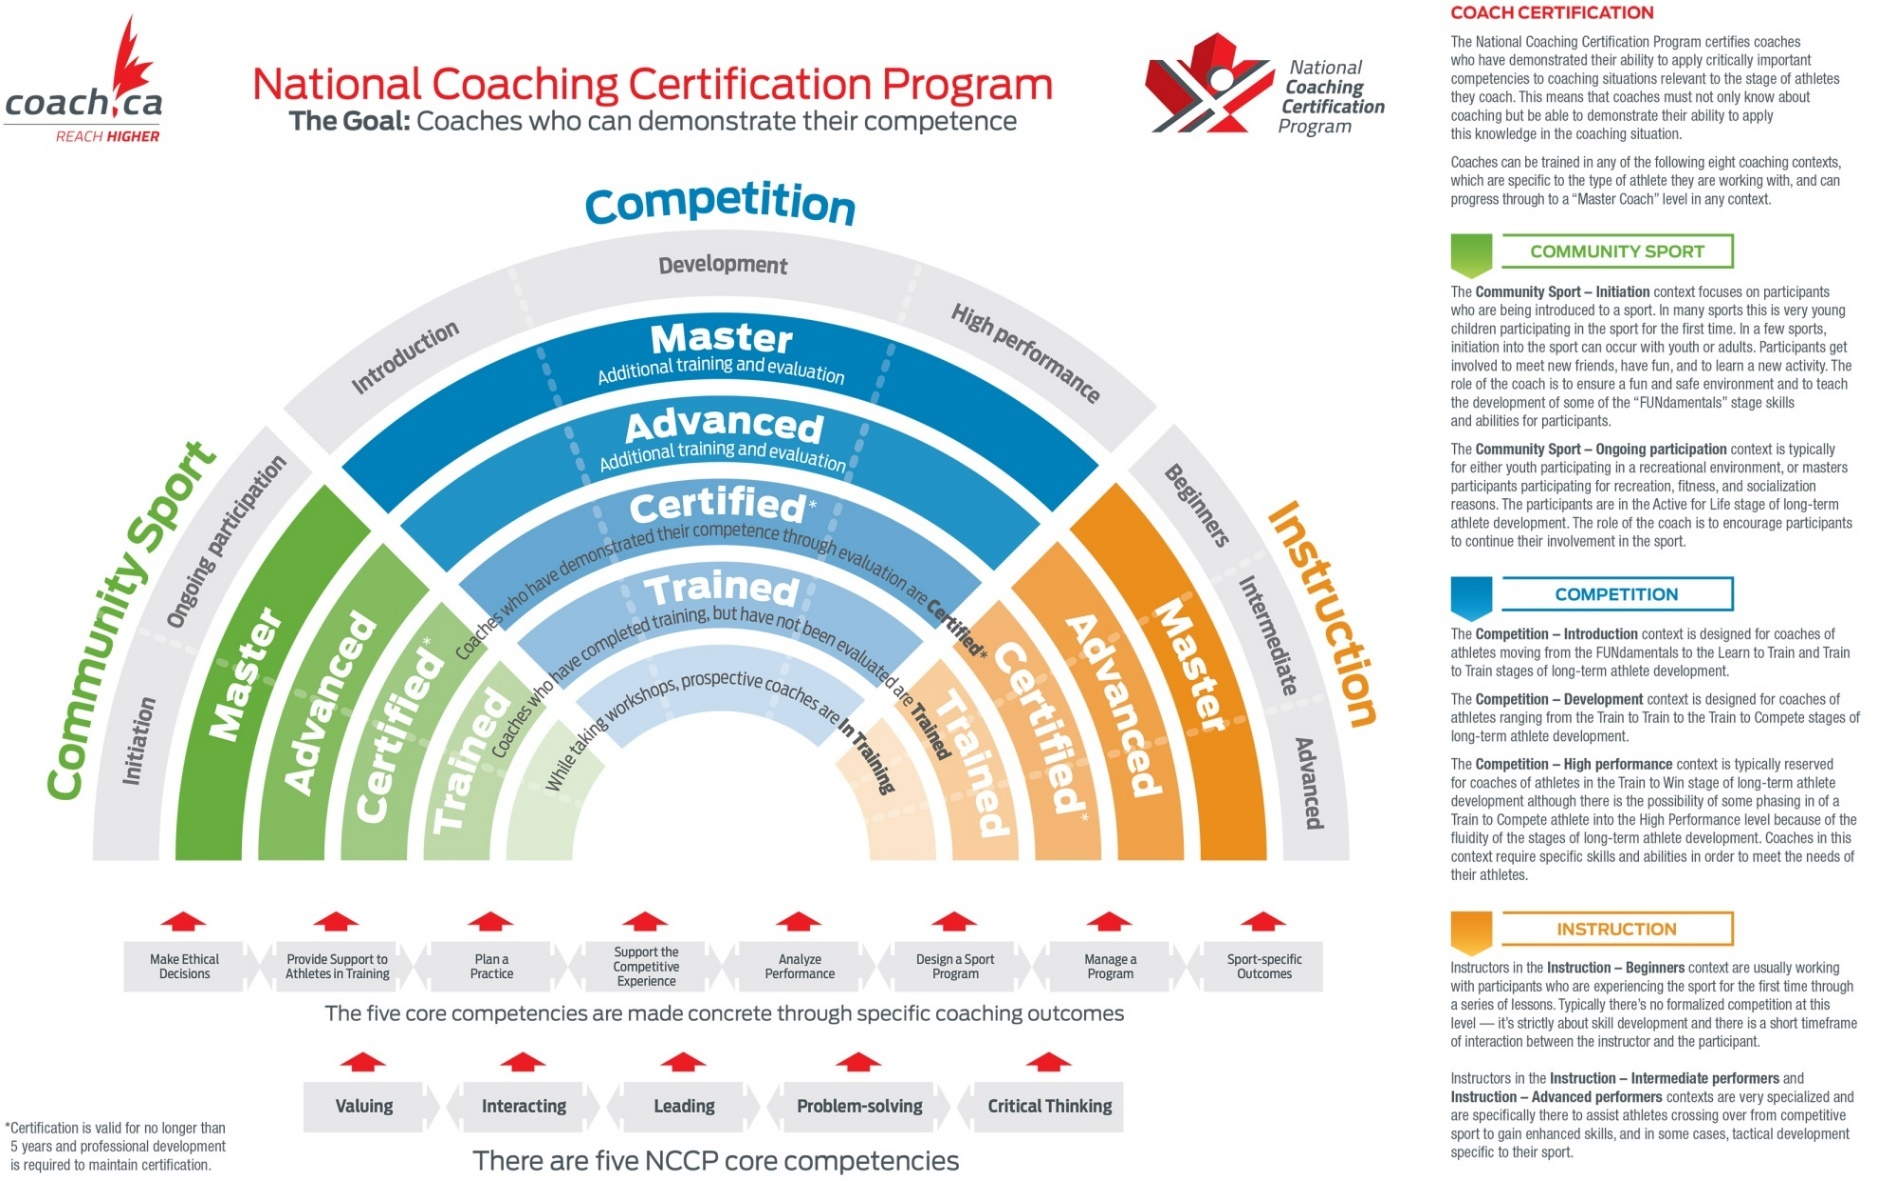 coach.ca
REACH HIGHER
National Coaching Certification Program
The Goal: Coaches who can demonstrate their competence
National
Coaching
Certification
Program
Competition
Introduction
Development
High performance
Master
Additional training and evaluation
Advanced
Additional training and evaluation
Certified*
Coaches who have demonstrated their competence through evaluation are Certified*
Trained
Coaches who have completed training, but have not been evaluated are Trained
While taking workshops, prospective coaches are In Training
Community Sport
Initiation
Ongoing participation
Master
Advanced
Certified*
Trained
Instruction
Beginners
Intermediate
Advanced
Master
Advanced
Certified*
Trained
Make Ethical
Decisions
Provide Support to
Athletes in Training
Plan a
Practice
Support the
Competitive
Experience
Analyze
Performance
Design a Sport
Program
Manage a
Program
Sport-specific
Outcomes
The five core competencies are made concrete through specific coaching outcomes
Valuing
Interacting
Leading
Problem-solving
Critical Thinking
There are five NCCP core competencies
*Certification is valid for no longer than
5 years and professional development
is required to maintain certification.
COACH CERTIFICATION
The National Coaching Certification Program certifies coaches
who have demonstrated their ability to apply critically important
competencies to coaching situations relevant to the stage of athletes
they coach. This means that coaches must not only know about
coaching but be able to demonstrate their ability to apply
this knowledge in the coaching situation.
Coaches can be trained in any of the following eight coaching contexts,
which are specific to the type of athlete they are working with, and can
progress through to a “Master Coach” level in any context.
COMMUNITY SPORT
The Community Sport – Initiation context focuses on participants
who are being introduced to a sport. In many sports this is very young
children participating in the sport for the first time. In a few sports,
initiation into the sport can occur with youth or adults. Participants get
involved to meet new friends, have fun, and to learn a new activity. The
role of the coach is to ensure a fun and safe environment and to teach
the development of some of the “FUNdamentals” stage skills
and abilities for participants.
The Community Sport – Ongoing participation context is typically
for either youth participating in a recreational environment, or masters
participants participating for recreation, fitness, and socialization
reasons. The participants are in the Active for Life stage of long-term
athlete development. The role of the coach is to encourage participants
to continue their involvement in the sport.
COMPETITION
The Competition – Introduction context is designed for coaches of
athletes moving from the FUNdamentals to the Learn to Train and Train
to Train stages of long-term athlete development.
The Competition – Development context is designed for coaches of
athletes ranging from the Train to Train to the Train to Compete stages of
long-term athlete development.
The Competition – High performance context is typically reserved
for coaches of athletes in the Train to Win stage of long-term athlete
development although there is the possibility of some phasing in of a
Train to Compete athlete into the High Performance level because of the
fluidity of the stages of long-term athlete development. Coaches in this
context require specific skills and abilities in order to meet the needs of
their athletes.
INSTRUCTION
Instructors in the Instruction – Beginners context are usually working
with participants who are experiencing the sport for the first time through
a series of lessons. Typically there’s no formalized competition at this
level — it’s strictly about skill development and there is a short timeframe
of interaction between the instructor and the participant.
Instructors in the Instruction – Intermediate performers and
Instruction – Advanced performers contexts are very specialized and
are specifically there to assist athletes crossing over from competitive
sport to gain enhanced skills, and in some cases, tactical development
specific to their sport.